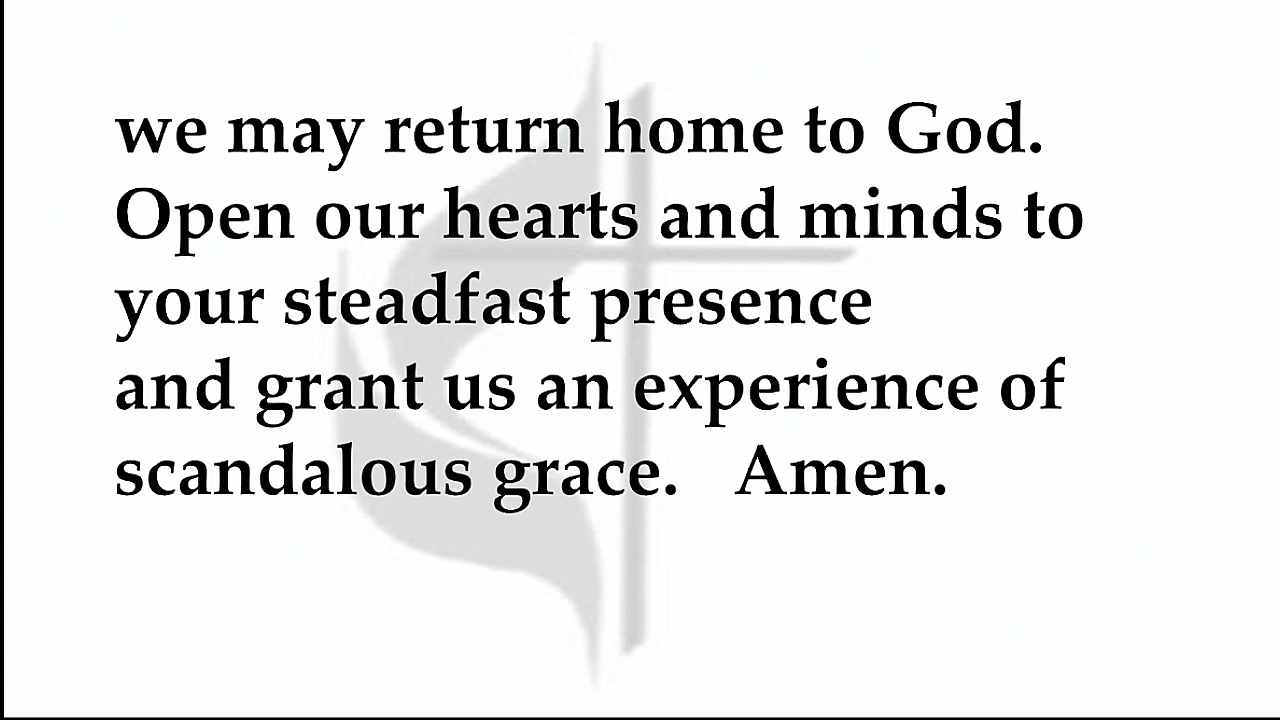 we may return home to God.
Open our hearts and minds to
your steadfast presence
and grant us an experience of
scandalous grace.   Amen.